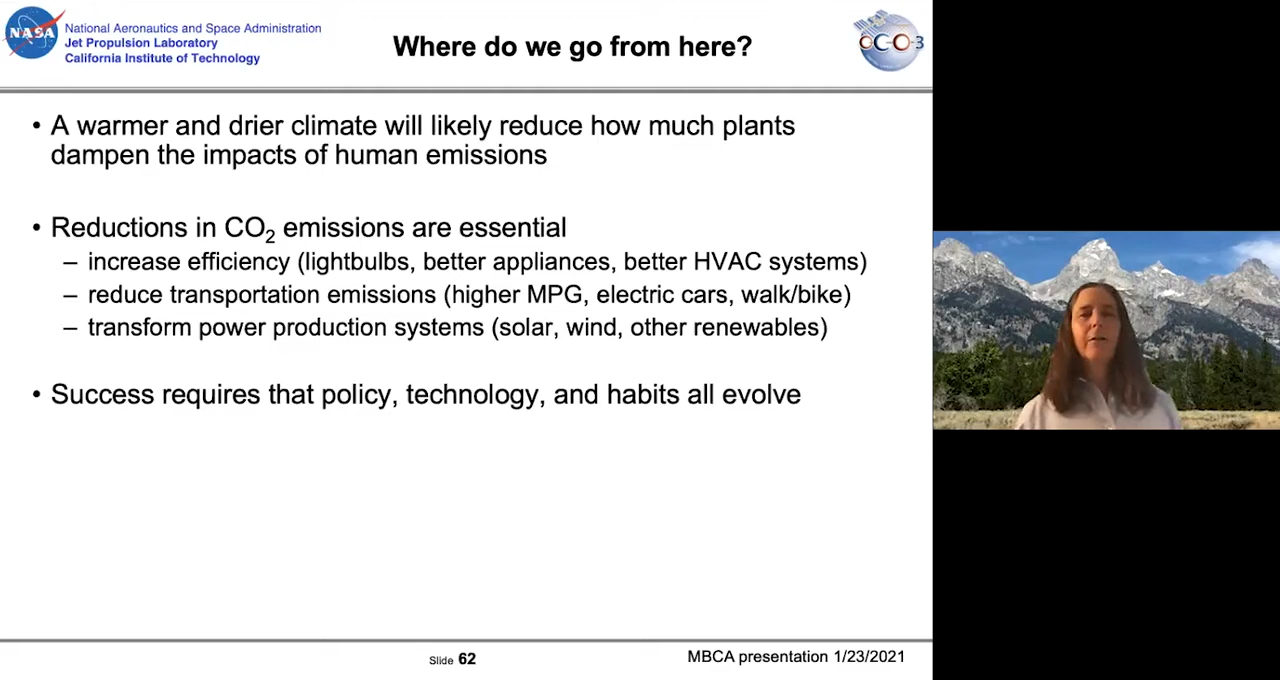 NASA
National Aeronautics and Space Administration
Jet Propulsion Laboratory
California Institute of Technology
Where do we go from here?
OCO-3
• A warmer and drier climate will likely reduce how much plants
dampen the impacts of human emissions
• Reductions in CO₂ emissions are essential
– increase efficiency (lightbulbs, better appliances, better HVAC systems)
– reduce transportation emissions (higher MPG, electric cars, walk/bike)
– transform power production systems (solar, wind, other renewables)
• Success requires that policy, technology, and habits all evolve
Slide 62
MBCA presentation 1/23/2021